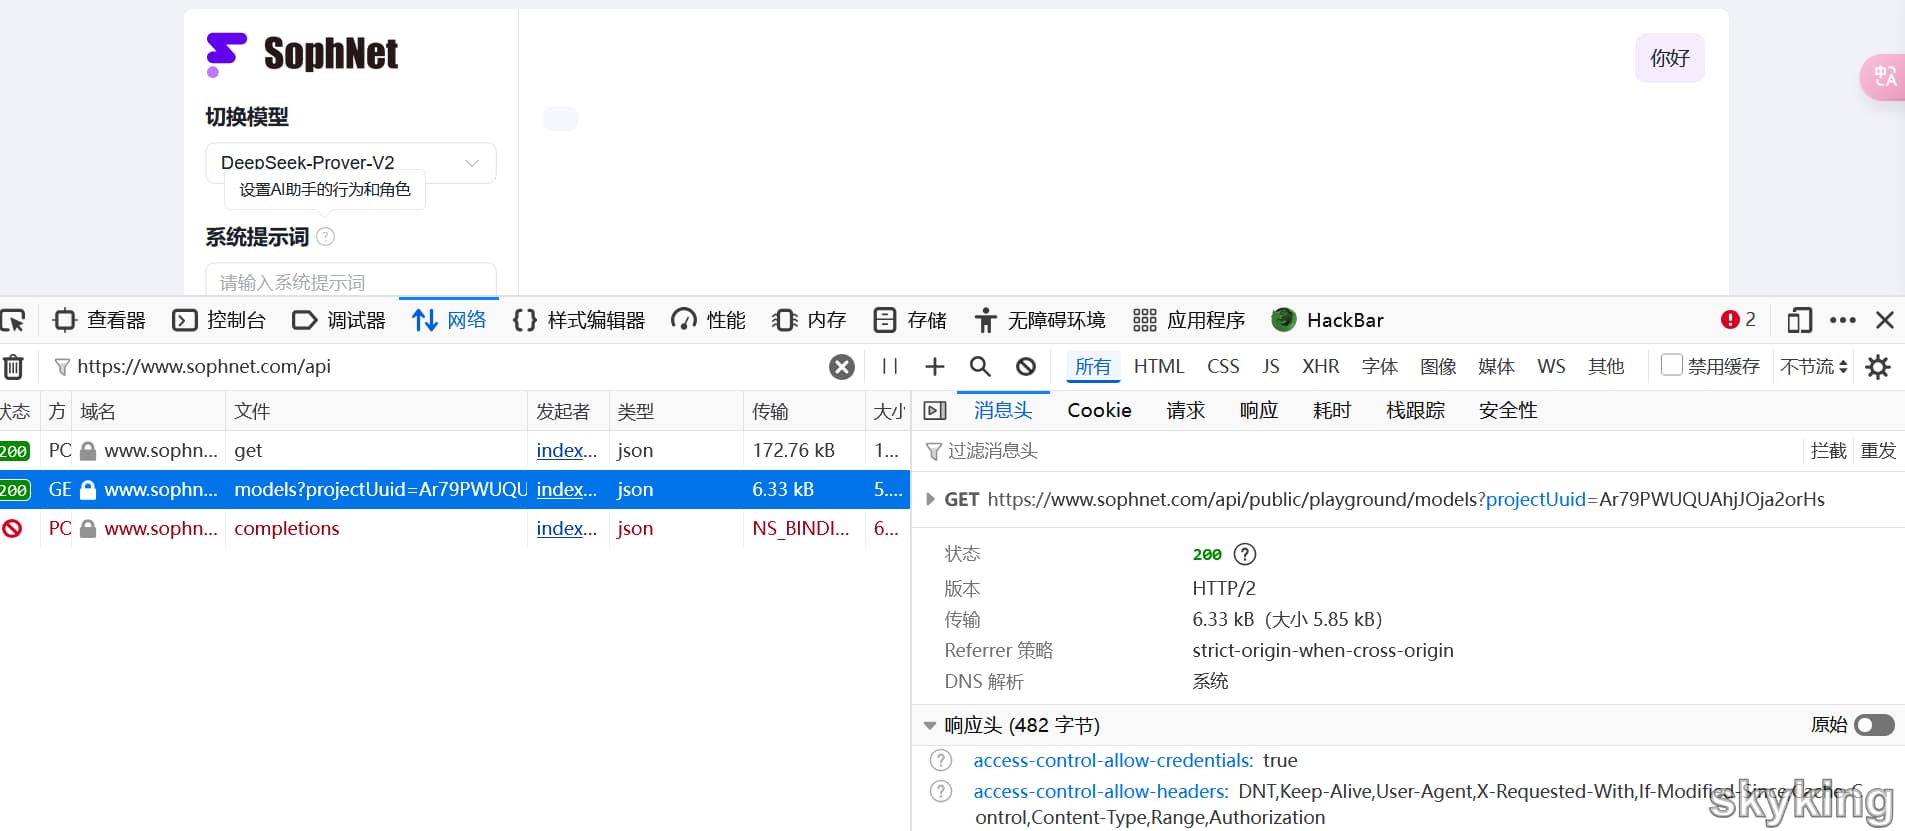 SophNet
你好
切换模型
DeepSeek-Prover-V2
设置AI助手的行为和角色
系统提示词 ?
请输入系统提示词
查看器 控制台 调试器 网络 样式编辑器 性能 内存 存储 无障碍环境 应用程序 HackBar 2
https://www.sophnet.com/api
所有 HTML CSS JS XHR 字体 图像 媒体 WS 其他 禁用缓存 不节流
状态 方 域名 文件 发起者 类型 传输 大小
消息头 Cookie 请求 响应 耗时 栈跟踪 安全性
200 PO www.sophn... get index... json 172.76 kB 1...
过滤消息头 拦截 重发
200 GE www.sophn... models?projectUuid=Ar79PWUQU index... json 6.33 kB 5....
GET https://www.sophnet.com/api/public/playground/models?projectUuid=Ar79PWUQUAhjJOja2orHs
PO www.sophn... completions index... json NS_BINDI... 6...
状态 200 ?
版本 HTTP/2
传输 6.33 kB（大小 5.85 kB）
Referrer 策略 strict-origin-when-cross-origin
DNS 解析 系统
响应头 (482 字节) 原始
? access-control-allow-credentials: true
? access-control-allow-headers: DNT,Keep-Alive,User-Agent,X-Requested-With,If-Modified-Since,Cache-C
ontrol,Content-Type,Range,Authorization
skyking